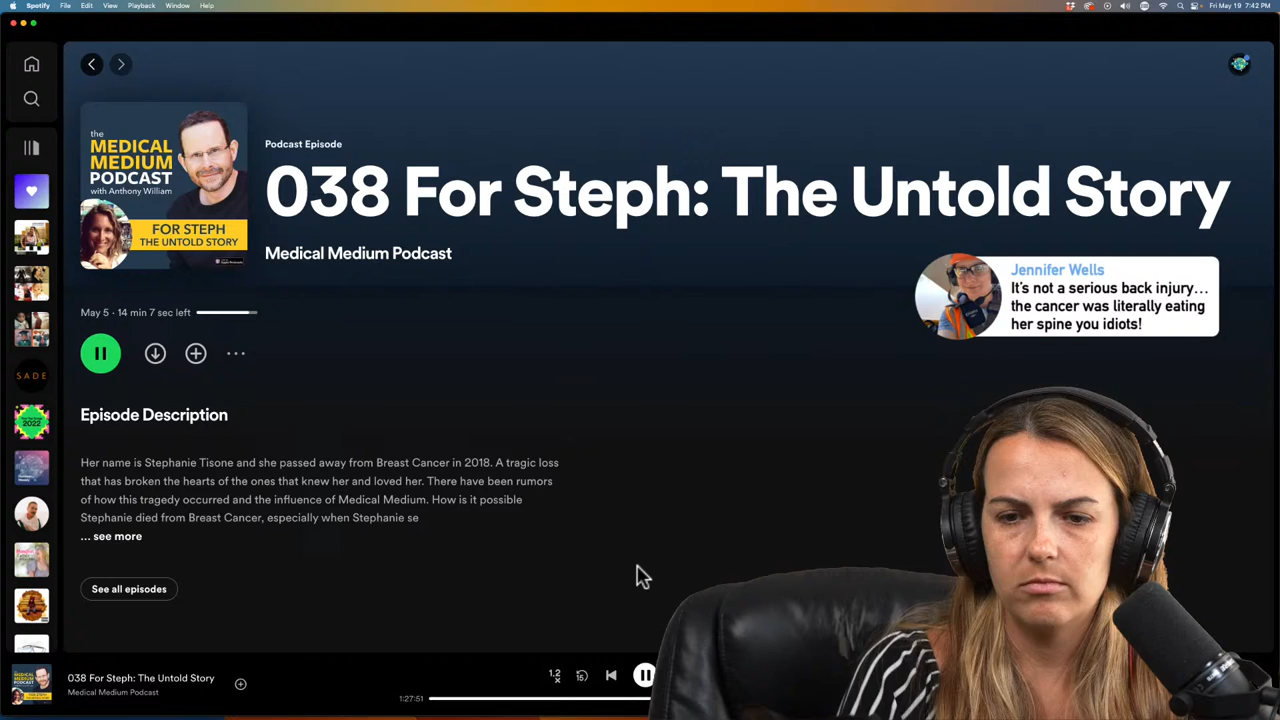 Spotify File Edit View Playback Window Help
Fri May 19 7:42 PM
the
MEDICAL
MEDIUM
PODCAST
with Anthony William
FOR STEPH
THE UNTOLD STORY
Podcast Episode
038 For Steph: The Untold Story
Medical Medium Podcast
Jennifer Wells
It's not a serious back injury…
the cancer was literally eating
her spine you idiots!
May 5 · 14 min 7 sec left
SADE
2022
Episode Description
Her name is Stephanie Tisone and she passed away from Breast Cancer in 2018. A tragic loss
that has broken the hearts of the ones that knew her and loved her. There have been rumors
of how this tragedy occurred and the influence of Medical Medium. How is it possible
Stephanie died from Breast Cancer, especially when Stephanie se
... see more
See all episodes
038 For Steph: The Untold Story
Medical Medium Podcast
1.2x
15
1:27:51